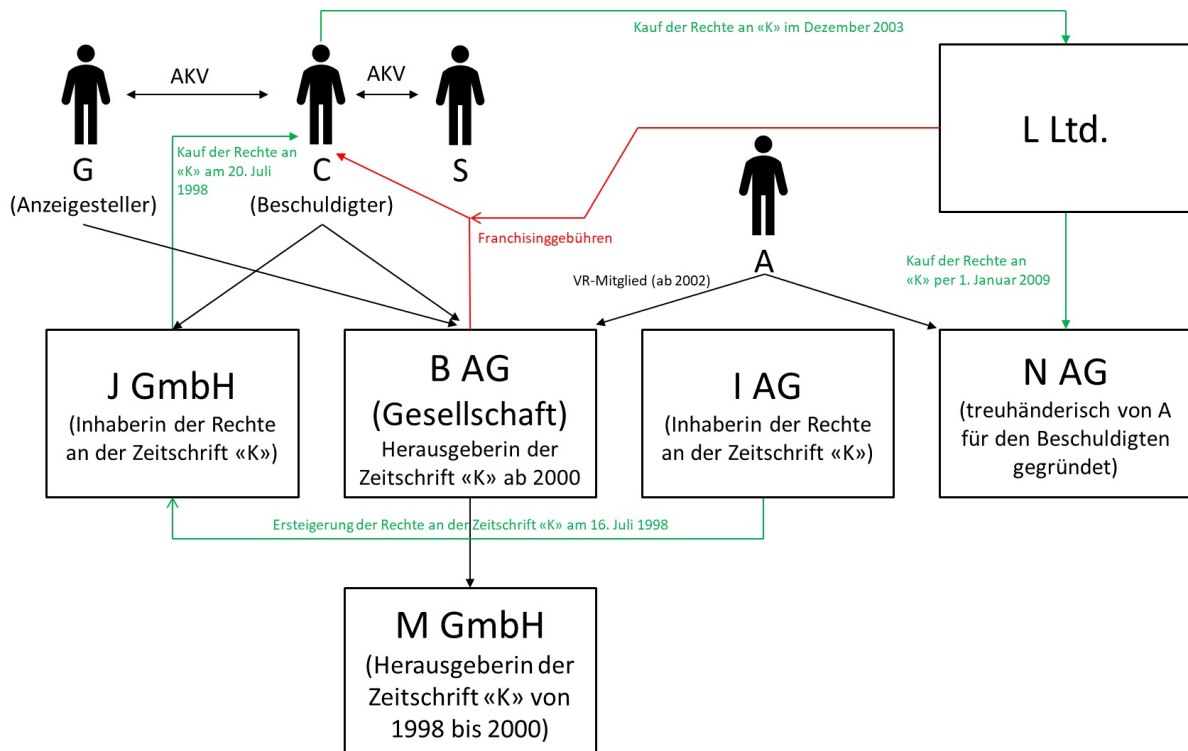 Kauf der Rechte an «K» im Dezember 2003
AKV
AKV
L Ltd.
Kauf der Rechte an
«K» am 20. Juli
1998
G
(Anzeigesteller)
C
(Beschuldigter)
S
Franchisinggebühren
A
VR-Mitglied (ab 2002)
Kauf der Rechte an
«K» per 1. Januar 2009
J GmbH
(Inhaberin der Rechte
an der Zeitschrift «K»)
B AG
(Gesellschaft)
Herausgeberin der
Zeitschrift «K» ab 2000
I AG
(Inhaberin der Rechte
an der Zeitschrift «K»)
N AG
(treuhänderisch von A
für den Beschuldigten
gegründet)
Ersteigerung der Rechte an der Zeitschrift «K» am 16. Juli 1998
M GmbH
(Herausgeberin der
Zeitschrift «K» von
1998 bis 2000)